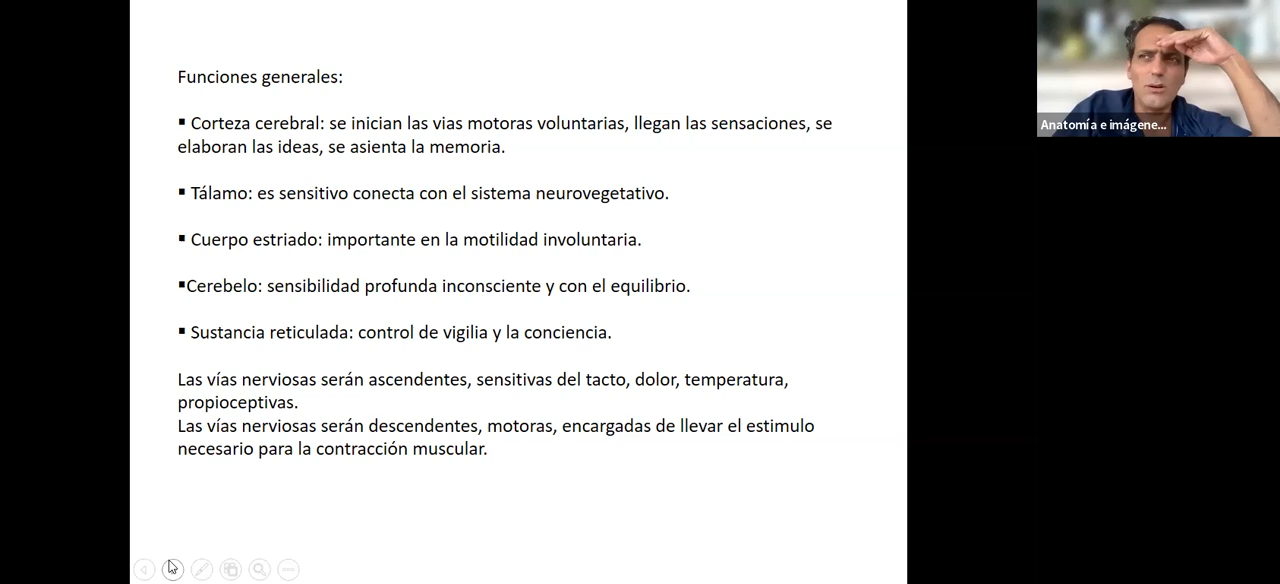 Funciones generales:
▪ Corteza cerebral: se inician las vias motoras voluntarias, llegan las sensaciones, se
elaboran las ideas, se asienta la memoria.
▪ Tálamo: es sensitivo conecta con el sistema neurovegetativo.
▪ Cuerpo estriado: importante en la motilidad involuntaria.
▪Cerebelo: sensibilidad profunda inconsciente y con el equilibrio.
▪ Sustancia reticulada: control de vigilia y la conciencia.
Las vías nerviosas serán ascendentes, sensitivas del tacto, dolor, temperatura,
propioceptivas.
Las vías nerviosas serán descendentes, motoras, encargadas de llevar el estimulo
necesario para la contracción muscular.
Anatomía e imágene...